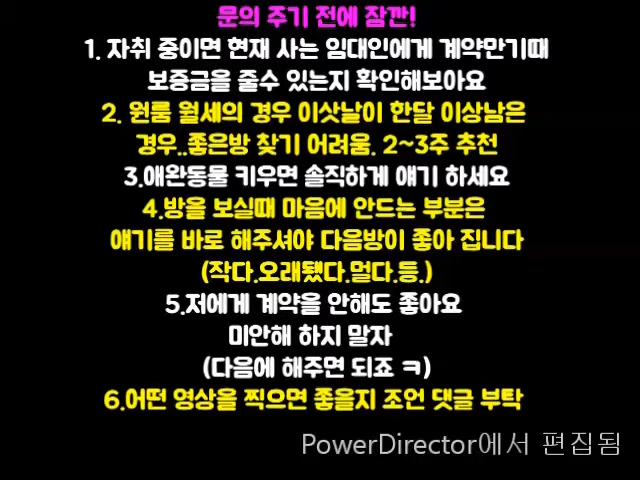 문의 주기 전에 잠깐!
1. 자취 중이면 현재 사는 임대인에게 계약만기때
보증금을 줄수 있는지 확인해보아요
2. 원룸 월세의 경우 이삿날이 한달 이상남은
경우..좋은방 찾기 어려움. 2~3주 추천
3.애완동물 키우면 솔직하게 얘기 하세요
4.방을 보실때 마음에 안드는 부분은
얘기를 바로 해주셔야 다음방이 좋아 집니다
(작다.오래됐다.멀다.등.)
5.저에게 계약을 안해도 좋아요
미안해 하지 말자
(다음에 해주면 되죠 ㅋ)
6.어떤 영상을 찍으면 좋을지 조언 댓글 부탁
PowerDirector에서 편집됨